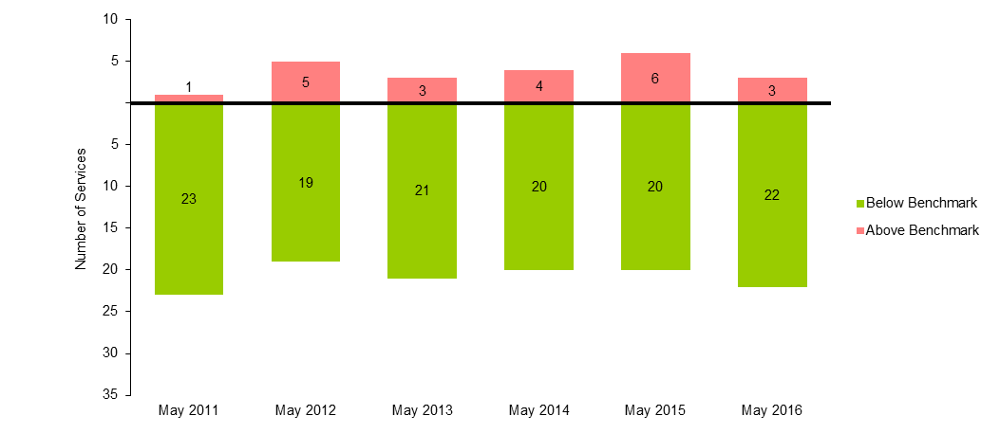 10
5
5
10
15
20
25
30
35
Number of Services
1
5
3
4
6
3
23
19
21
20
20
22
May 2011
May 2012
May 2013
May 2014
May 2015
May 2016
Below Benchmark
Above Benchmark